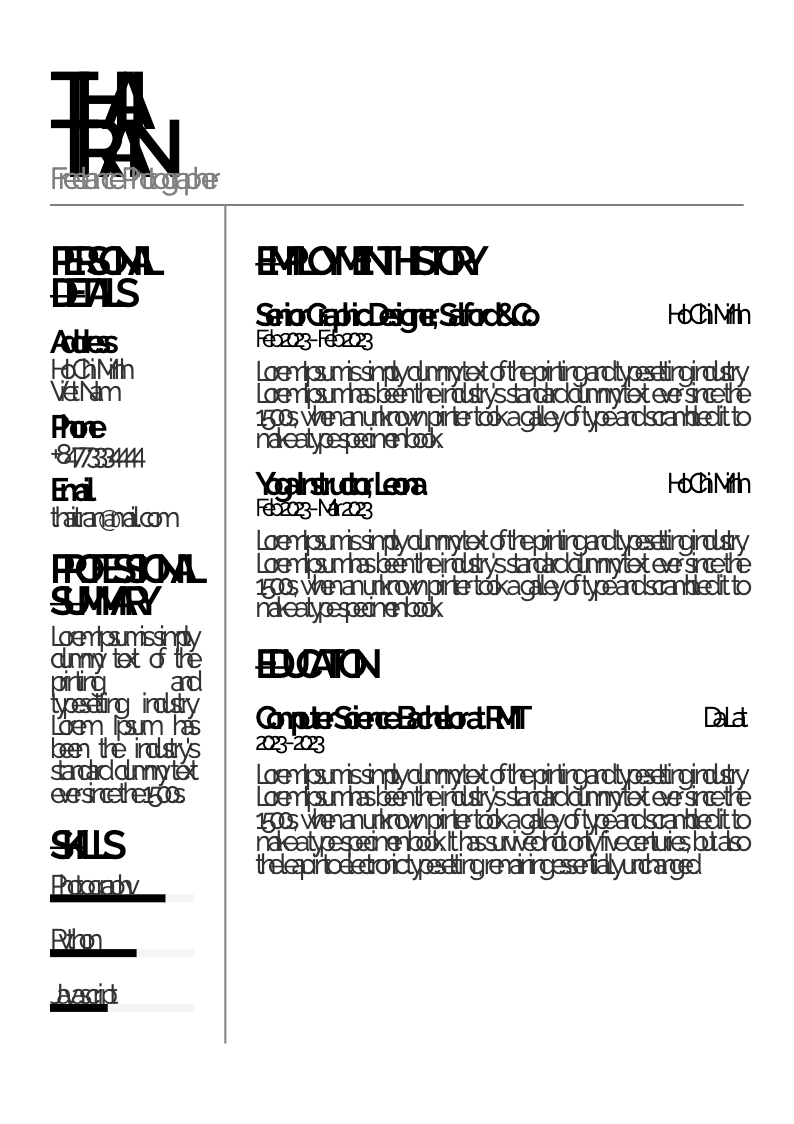 THAI
TRAN
Freelance Photographer
PERSONAL
DETAILS
Address
Ho Chi Minh
Viet Nam
Phone
Email
thaitran@mail.com
PROFESSIONAL
SUMMARY
Lorem Ipsum is simply
dummy text of the
printing and
typesetting industry
Lorem Ipsum has
been the industry's
standard dummy text
ever since the 1500s
SKILLS
Photography
Python
Javascript
EMPLOYMENT HISTORY
Senior Graphic Designer, Salford & Co Ho Chi Minh
Feb 2023 - Feb 2023
Lorem Ipsum is simply dummy text of the printing and typesetting industry
Lorem Ipsum has been the industry's standard dummy text ever since the
1500s, when an unknown printer took a galley of type and scrambled it to
make a type specimen book.
Yoga Instructor, Leona Ho Chi Minh
Feb 2023 - Mar 2023
Lorem Ipsum is simply dummy text of the printing and typesetting industry
Lorem Ipsum has been the industry's standard dummy text ever since the
1500s, when an unknown printer took a galley of type and scrambled it to
make a type specimen book.
EDUCATION
Computer Science Bachelor at RMIT Da Lat
2023 - 2023
Lorem Ipsum is simply dummy text of the printing and typesetting industry
Lorem Ipsum has been the industry's standard dummy text ever since the
1500s, when an unknown printer took a galley of type and scrambled it to
make a type specimen book. It has survived not only five centuries, but also
the leap into electronic typesetting, remaining essentially unchanged.